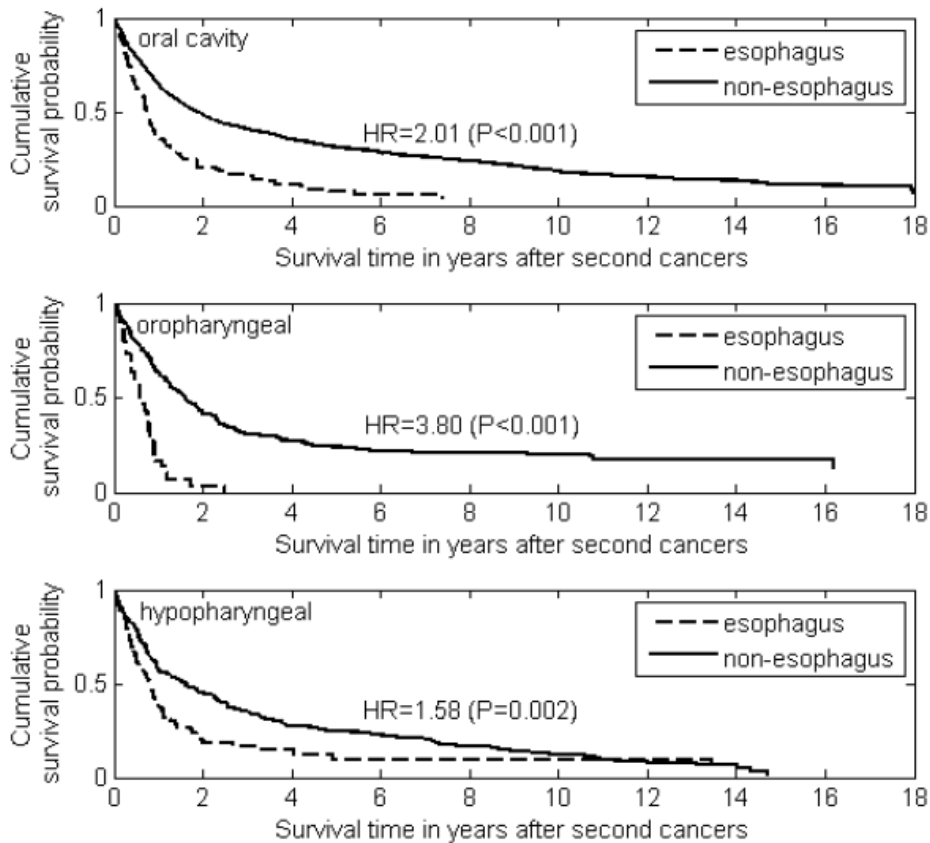 Cumulative
survival probability
1
0.5
0
oral cavity
esophagus
non-esophagus
HR=2.01 (P<0.001)
0 2 4 6 8 10 12 14 16 18
Survival time in years after second cancers
Cumulative
survival probability
1
0.5
0
oropharyngeal
esophagus
non-esophagus
HR=3.80 (P<0.001)
0 2 4 6 8 10 12 14 16 18
Survival time in years after second cancers
Cumulative
survival probability
1
0.5
0
hypopharyngeal
esophagus
non-esophagus
HR=1.58 (P=0.002)
0 2 4 6 8 10 12 14 16 18
Survival time in years after second cancers